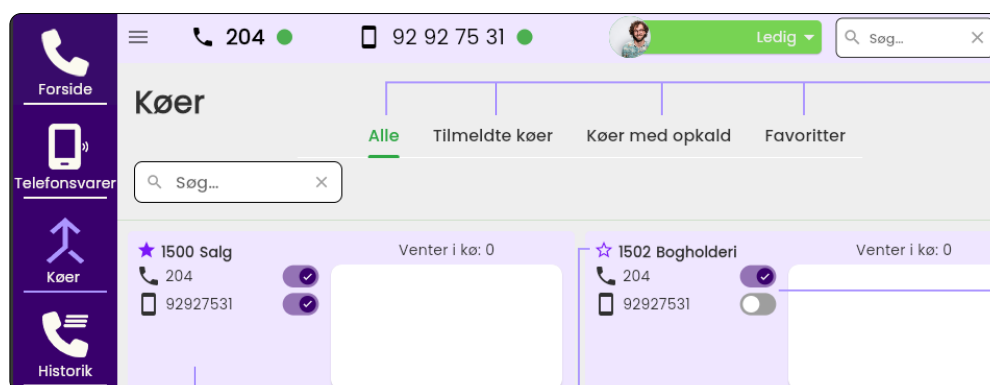 Forside
Telefonsvarer
Køer
Historik
204
92 92 75 31
Ledig
Søg...
Køer
Alle
Tilmeldte køer
Køer med opkald
Favoritter
Søg...
1500 Salg
Venter i kø: 0
204
92927531
1502 Bogholderi
Venter i kø: 0
204
92927531